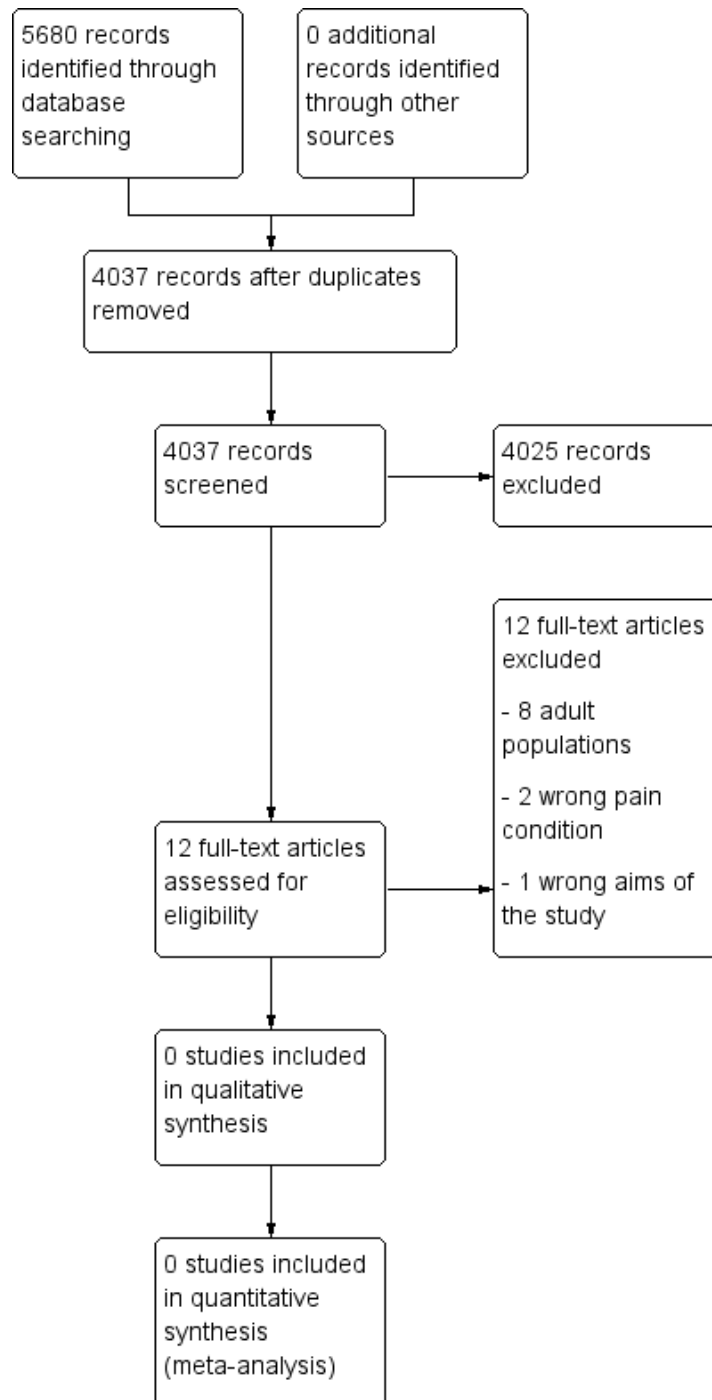 5680 records
identified through
database
searching
0 additional
records identified
through other
sources
4037 records after duplicates
removed
4037 records
screened
4025 records
excluded
12 full-text articles
excluded
- 8 adult
populations
- 2 wrong pain
condition
- 1 wrong aims of
the study
12 full-text articles
assessed for
eligibility
0 studies included
in qualitative
synthesis
0 studies included
in quantitative
synthesis
(meta-analysis)